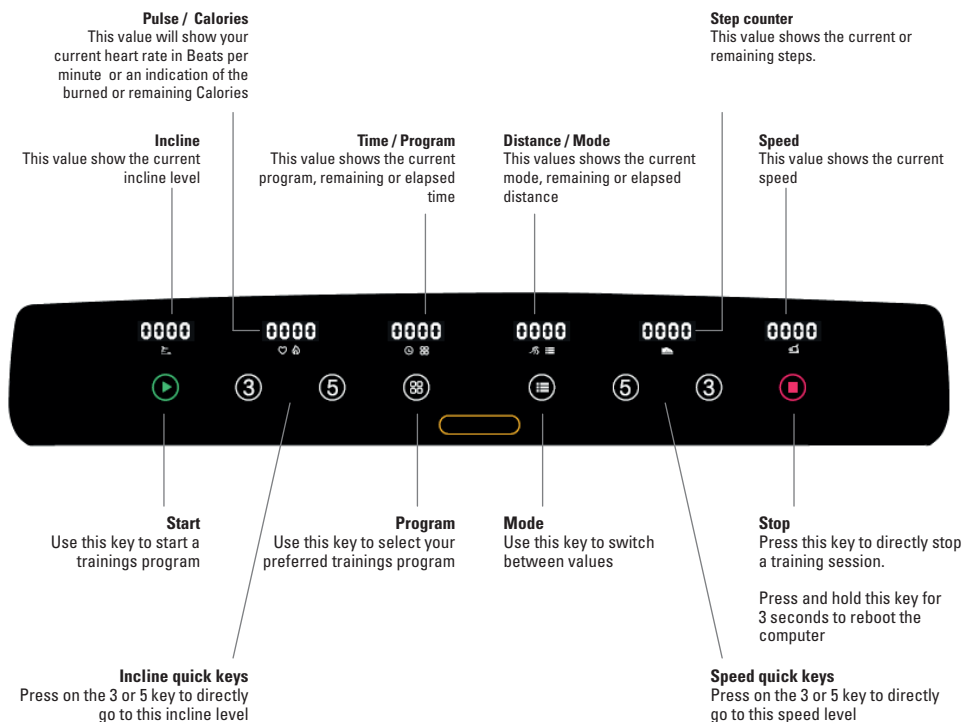 Pulse / Calories
This value will show your
current heart rate in Beats per
minute or an indication of the
burned or remaining Calories
Step counter
This value shows the current or
remaining steps.
Incline
This value show the current
incline level
Time / Program
This value shows the current
program, remaining or elapsed
time
Distance / Mode
This values shows the current
mode, remaining or elapsed
distance
Speed
This value shows the current
speed
0000
0000
0000
0000
0000
0000
3
5
5
3
Start
Use this key to start a
trainings program
Program
Use this key to select your
preferred trainings program
Mode
Use this key to switch
between values
Stop
Press this key to directly stop
a training session.
Press and hold this key for
3 seconds to reboot the
computer
Incline quick keys
Press on the 3 or 5 key to directly
go to this incline level
Speed quick keys
Press on the 3 or 5 key to directly
go to this speed level